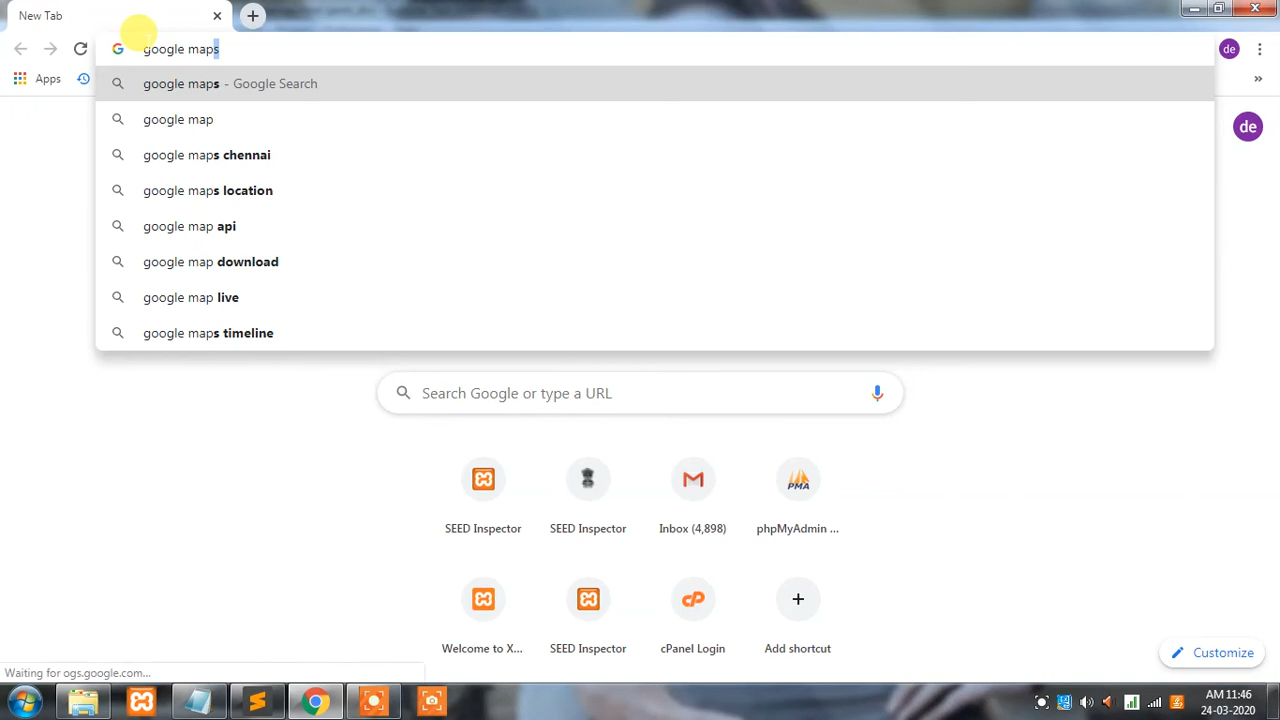 New Tab
google maps
de
Apps
»
google maps - Google Search
google map
de
google maps chennai
google maps location
google map api
google map download
google map live
google maps timeline
Search Google or type a URL
PMA
SEED Inspector
SEED Inspector
Inbox (4,898)
phpMyAdmin ...
cP
Welcome to X...
SEED Inspector
cPanel Login
Add shortcut
Customize
Waiting for ogs.google.com...
AM 11:46
24-03-2020